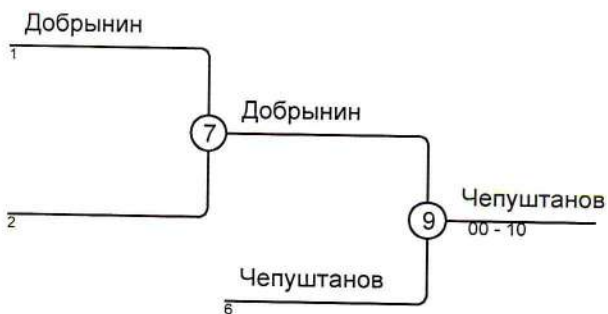 Добрынин
1
7
Добрынин
2
9
Чепуштанов
00 - 10
Чепуштанов
6